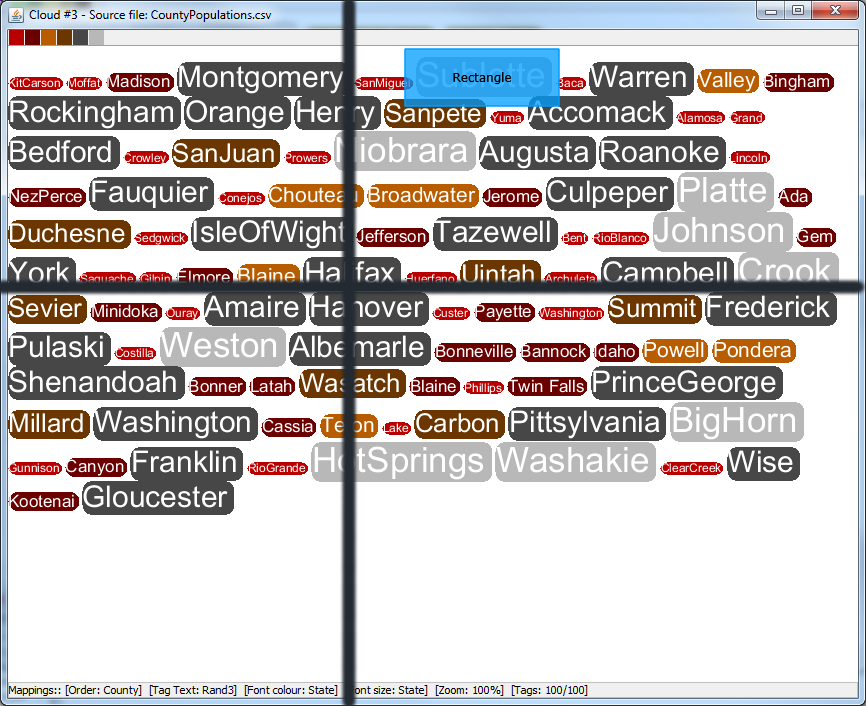 Cloud #3 - Source file: CountyPopulations.csv
KitCarson Moffat Madison Montgomery SanMiguel Sublette Rectangle Baca Warren Valley Bingham
Rockingham Orange Henry Sanpete Yuma Accomack Alamosa Grand
Bedford Crowley SanJuan Prowers Niobrara Augusta Roanoke Lincoln
NezPerce Fauquier Conejos Chouteau Broadwater Jerome Culpeper Platte Ada
Duchesne Sedgwick IsleOfWight Jefferson Tazewell Bent RioBlanco Johnson Gem
York Saguache Gilpin Elmore Blaine Halifax Huerfano Uintah Archuleta Campbell Crook
Sevier Minidoka Ouray Amaire Hanover Custer Payette Washington Summit Frederick
Pulaski Costilla Weston Albemarle Bonneville Bannock Idaho Powell Pondera
Shenandoah Bonner Latah Wasatch Blaine Phillips Twin Falls PrinceGeorge
Millard Washington Cassia Teton Lake Carbon Pittsylvania BigHorn
Gunnison Canyon Franklin RioGrande HotSprings Washakie ClearCreek Wise
Kootenai Gloucester
Mappings:: [Order: County] [Tag Text: Rand3] [Font colour: State] [Font size: State] [Zoom: 100%] [Tags: 100/100]